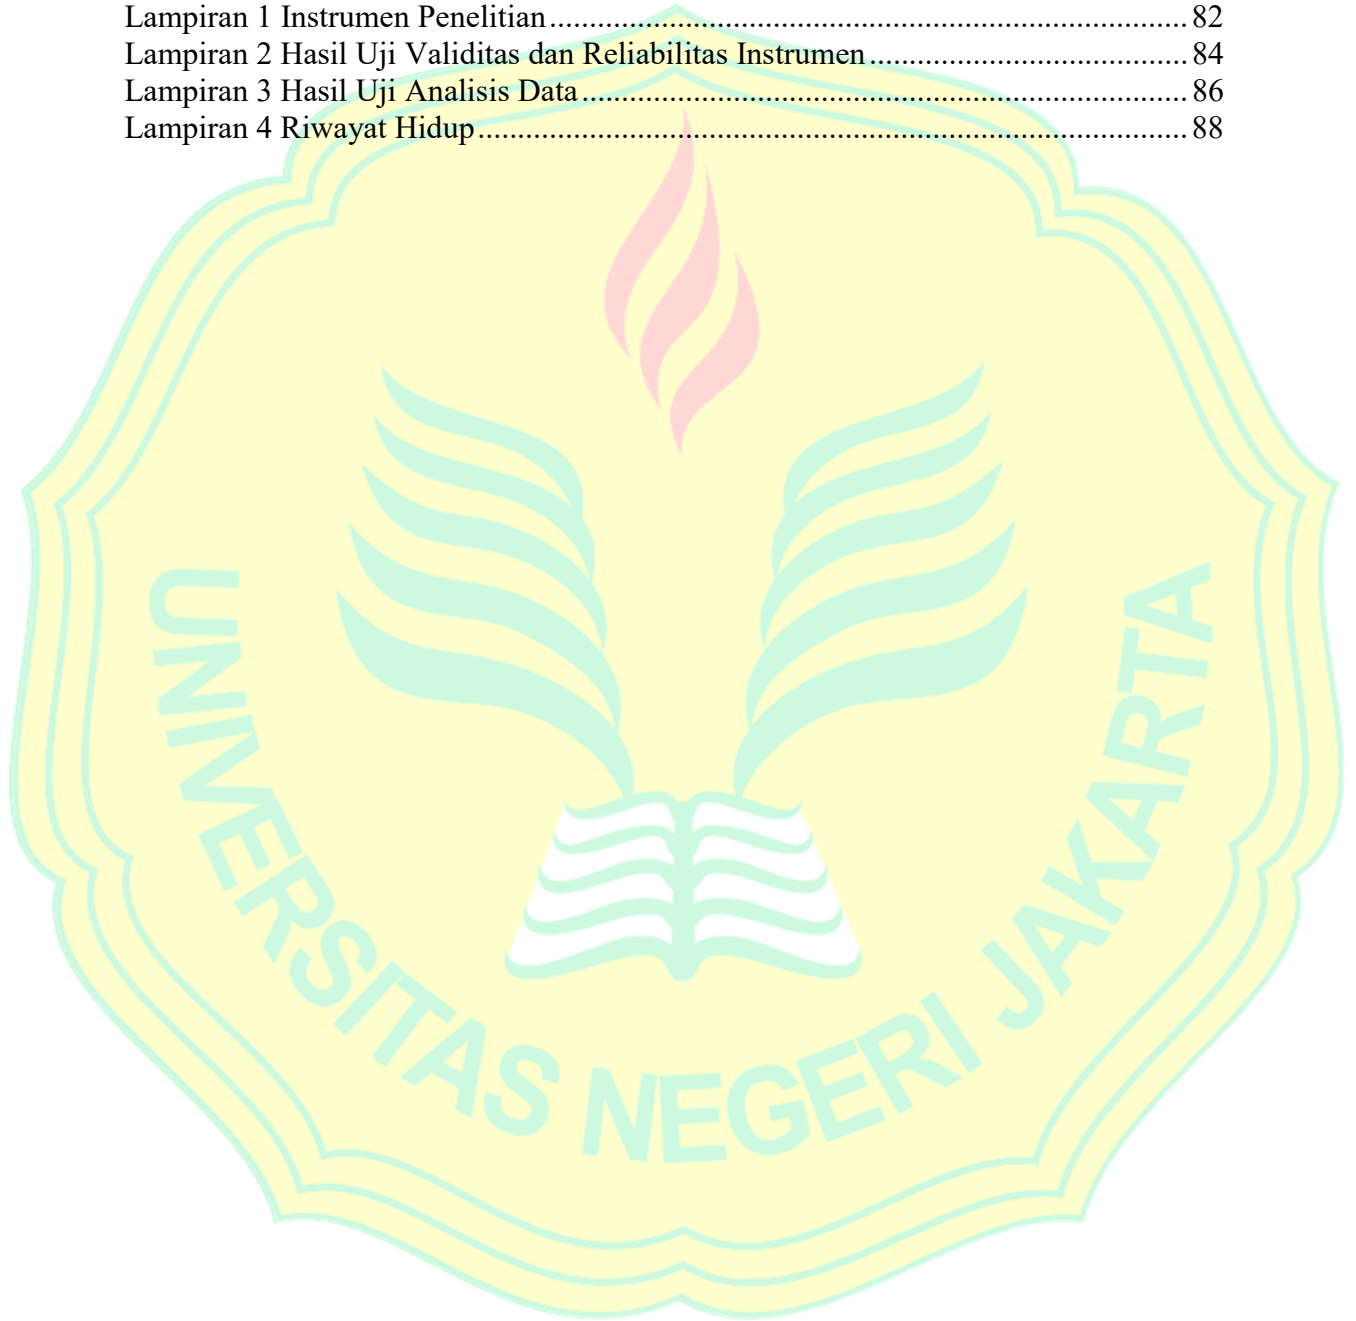 Lampiran 1 Instrumen Penelitian................................................................................ 82
Lampiran 2 Hasil Uji Validitas dan Reliabilitas Instrumen........................................ 84
Lampiran 3 Hasil Uji Analisis Data............................................................................ 86
Lampiran 4 Riwayat Hidup......................................................................................... 88
UNIVERSITAS NEGERI JAKARTA